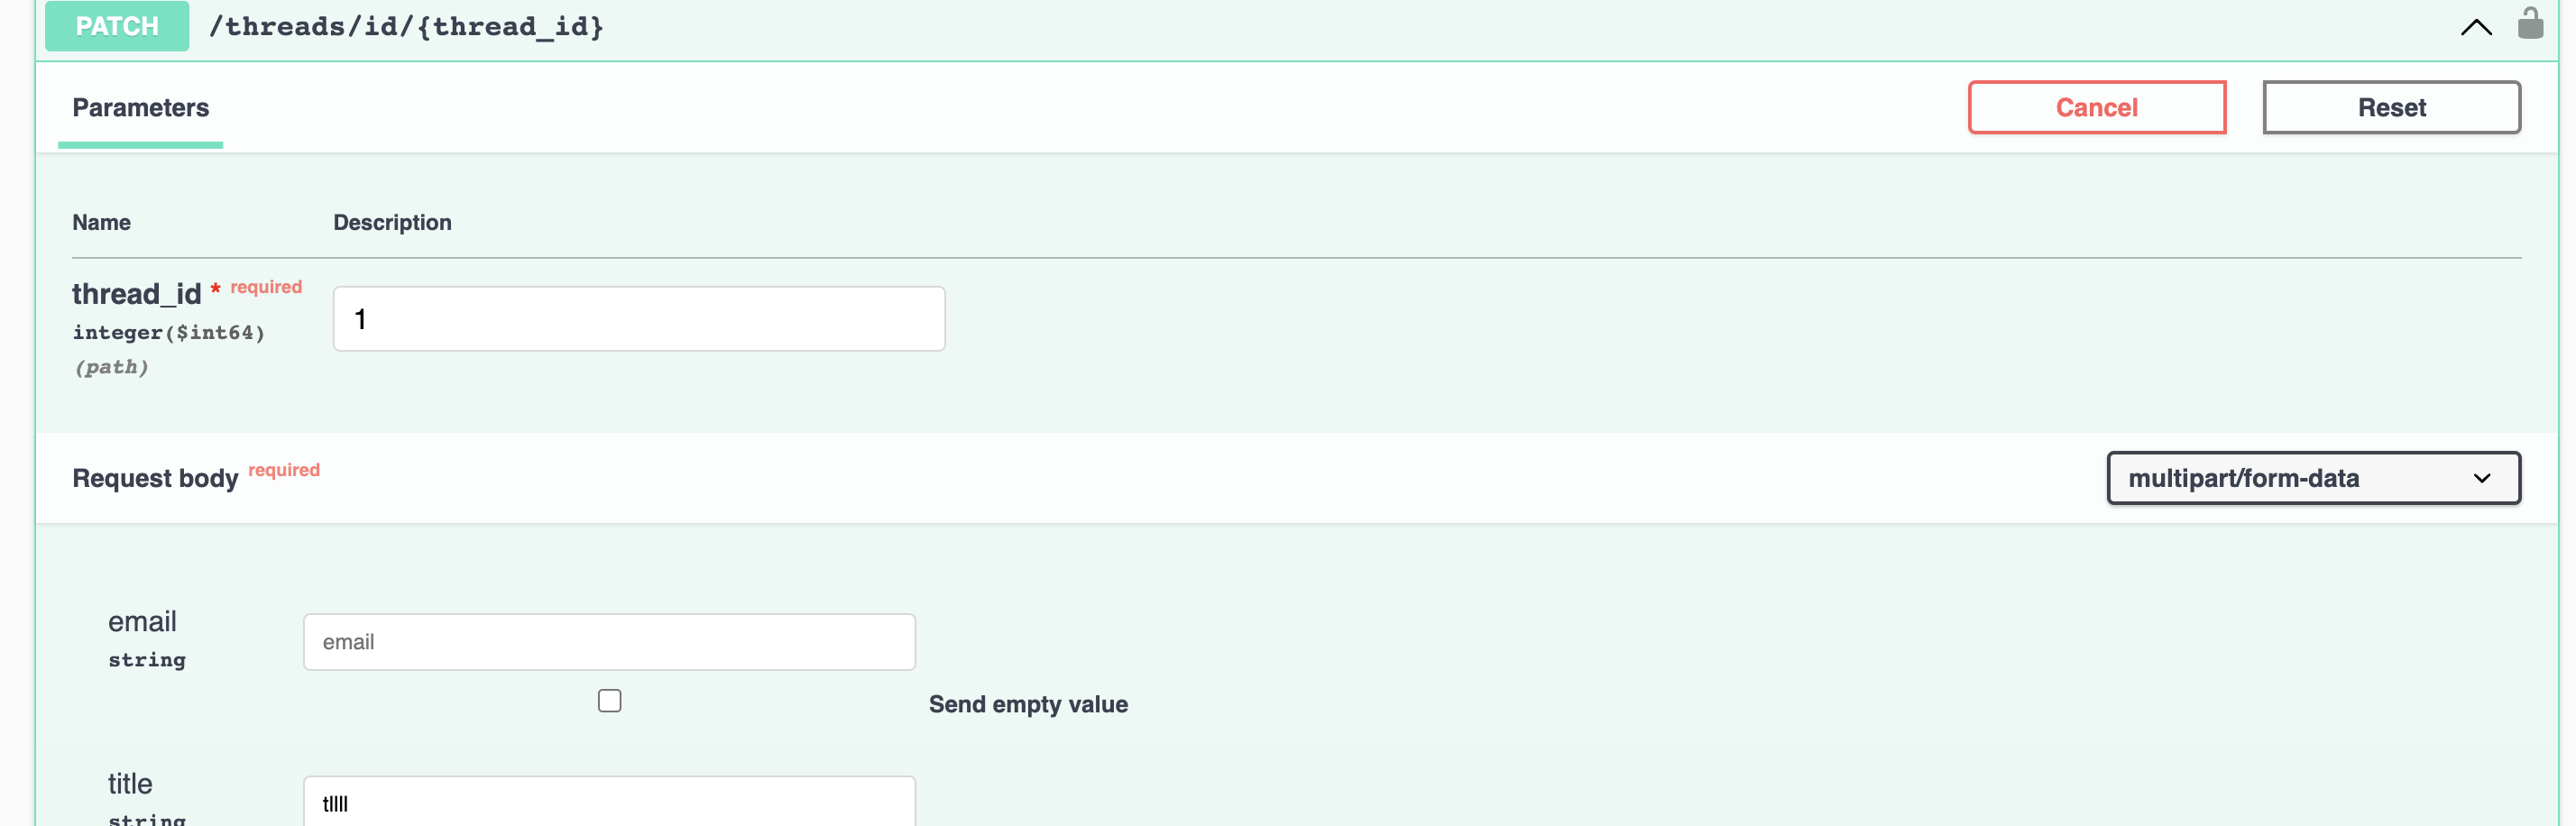 PATCH /threads/id/{thread_id}
Parameters
Cancel
Reset
Name Description
thread_id * required
integer($int64)
(path)
1
Request body required
multipart/form-data
email
string
email
Send empty value
title
string
tllll